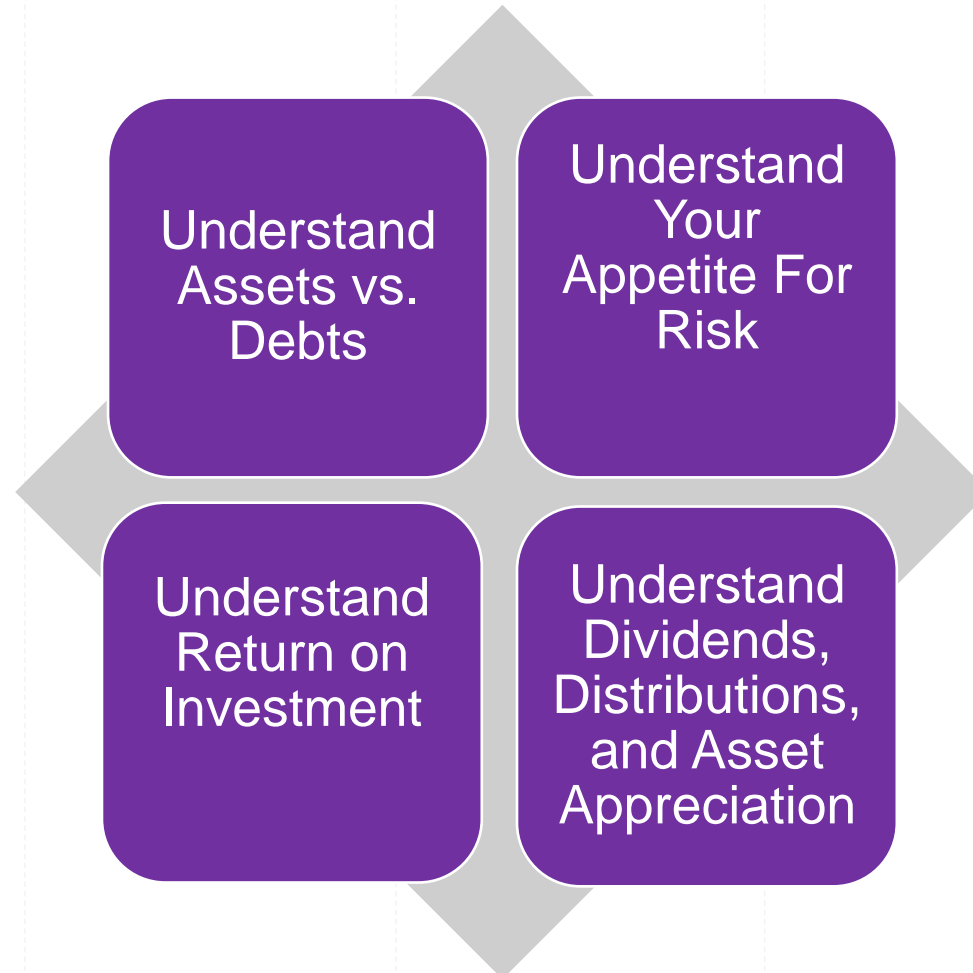 Understand
Assets vs.
Debts
Understand
Your
Appetite For
Risk
Understand
Return on
Investment
Understand
Dividends,
Distributions,
and Asset
Appreciation